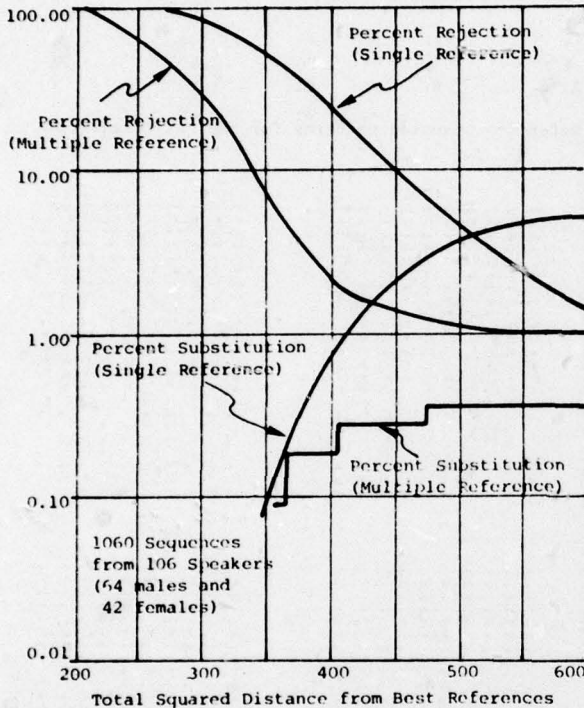 100.00
Percent Rejection
(Single Reference)
Percent Rejection
(Multiple Reference)
10.00
1.00
Percent Substitution
(Single Reference)
Percent Substitution
(Multiple Reference)
0.10
1060 Sequences
from 106 Speakers
(64 males and
42 females)
0.01
200 300 400 500 600
Total Squared Distance from Best References